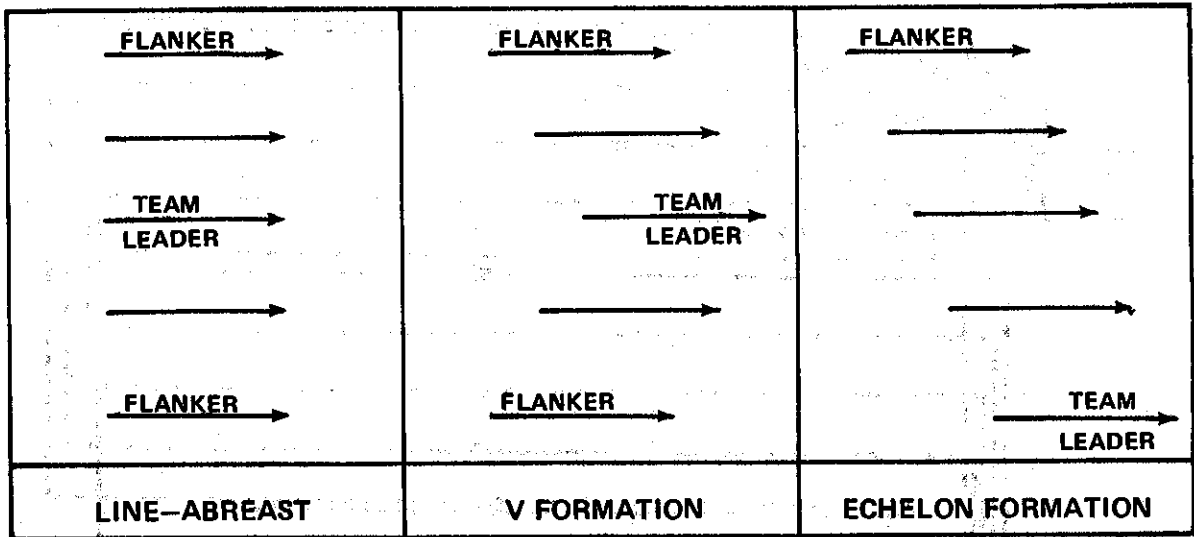 FLANKER
TEAM
LEADER
FLANKER
LINE—ABREAST
FLANKER
TEAM
LEADER
FLANKER
V FORMATION
FLANKER
TEAM
LEADER
ECHELON FORMATION